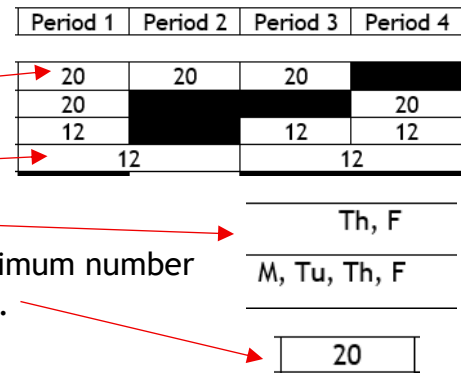 Period 1 Period 2 Period 3 Period 4
20 20 20
20 20
12 12 12
12 12
Th, F
imum number
M, Tu, Th, F
.
20